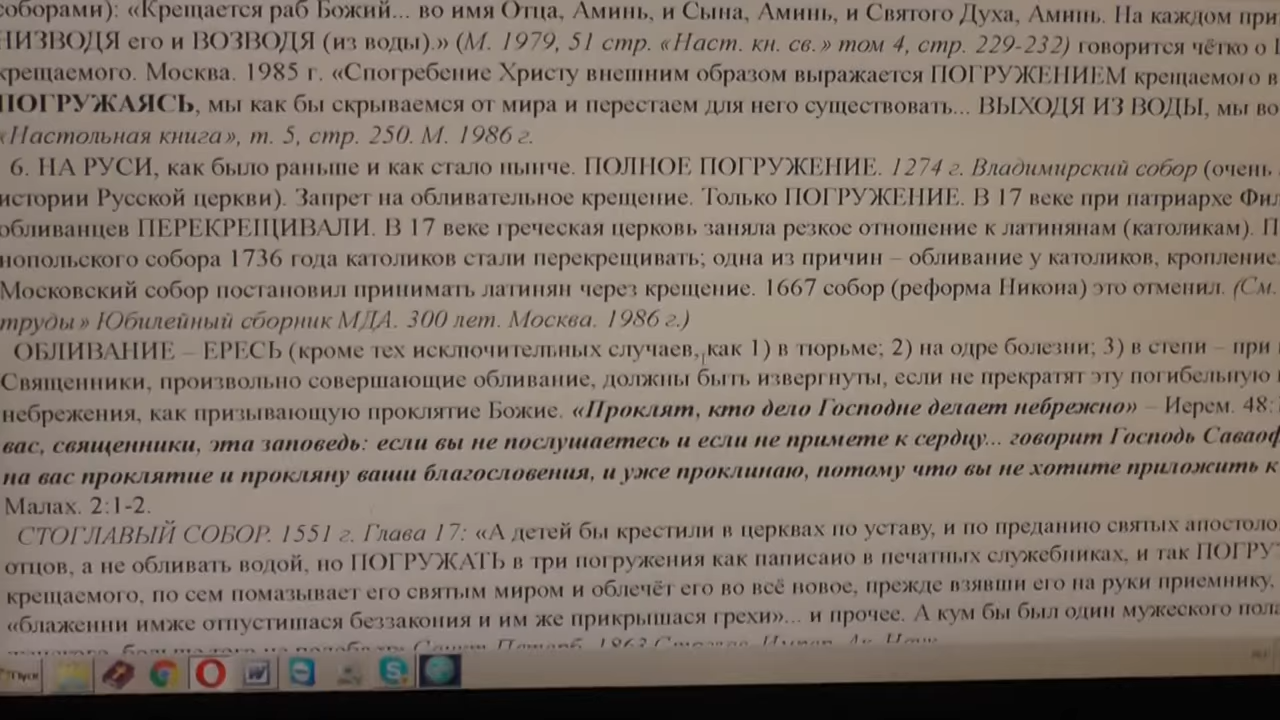 соборами): «Крещается раб Божий... во имя Отца, Аминь, и Сына, Аминь, и Святого Духа, Аминь. На каждом при
НИЗВОДЯ его и ВОЗВОДЯ (из воды).» (М. 1979, 51 стр. «Наст. кн. св.» том 4, стр. 229-232) говорится чётко о
крещаемого. Москва. 1985 г. «Спогребение Христу внешним образом выражается ПОГРУЖЕНИЕМ крещаемого в
ПОГРУЖАЯСЬ, мы как бы скрываемся от мира и перестаем для него существовать... ВЫХОДЯ ИЗ ВОДЫ, мы во
«Настольная книга», т. 5, стр. 250. М. 1986 г.
6. НА РУСИ, как было раньше и как стало нынче. ПОЛНОЕ ПОГРУЖЕНИЕ. 1274 г. Владимирский собор (очень
истории Русской церкви). Запрет на обливательное крещение. Только ПОГРУЖЕНИЕ. В 17 веке при патриархе Фил
обливанцев ПЕРЕКРЕЩИВАЛИ. В 17 веке греческая церковь заняла резкое отношение к латинянам (католикам). П
нопольского собора 1736 года католиков стали перекрещивать; одна из причин – обливание у католиков, кропление
Московский собор постановил принимать латинян через крещение. 1667 собор (реформа Никона) это отменил. (См.
труды» Юбилейный сборник МДА. 300 лет. Москва. 1986 г.)
ОБЛИВАНИЕ – ЕРЕСЬ (кроме тех исключительных случаев, как 1) в тюрьме; 2) на одре болезни; 3) в степи – при
Священники, произвольно совершающие обливание, должны быть извергнуты, если не прекратят эту погибельную
небрежения, как призывающую проклятие Божие. «Проклят, кто дело Господне делает небрежно» – Иерем. 48:
вас, священники, эта заповедь: если вы не послушаетесь и если не примете к сердцу... говорит Господь Саваоф
на вас проклятие и прокляну ваши благословения, и уже проклинаю, потому что вы не хотите приложить к
Малах. 2:1-2.
СТОГЛАВЫЙ СОБОР. 1551 г. Глава 17: «А детей бы крестили в церквах по уставу, и по преданию святых апостоло
отцов, а не обливать водой, но ПОГРУЖАТЬ в три погружения как написано в печатных служебниках, и так ПОГРУ
крещаемого, по сем помазывает его святым миром и облечёт его во всё новое, прежде взявши его на руки приемнику,
«блаженни имже отпустишася беззакония и им же прикрышася грехи»... и прочее. А кум бы был один мужеского пола
Пуск